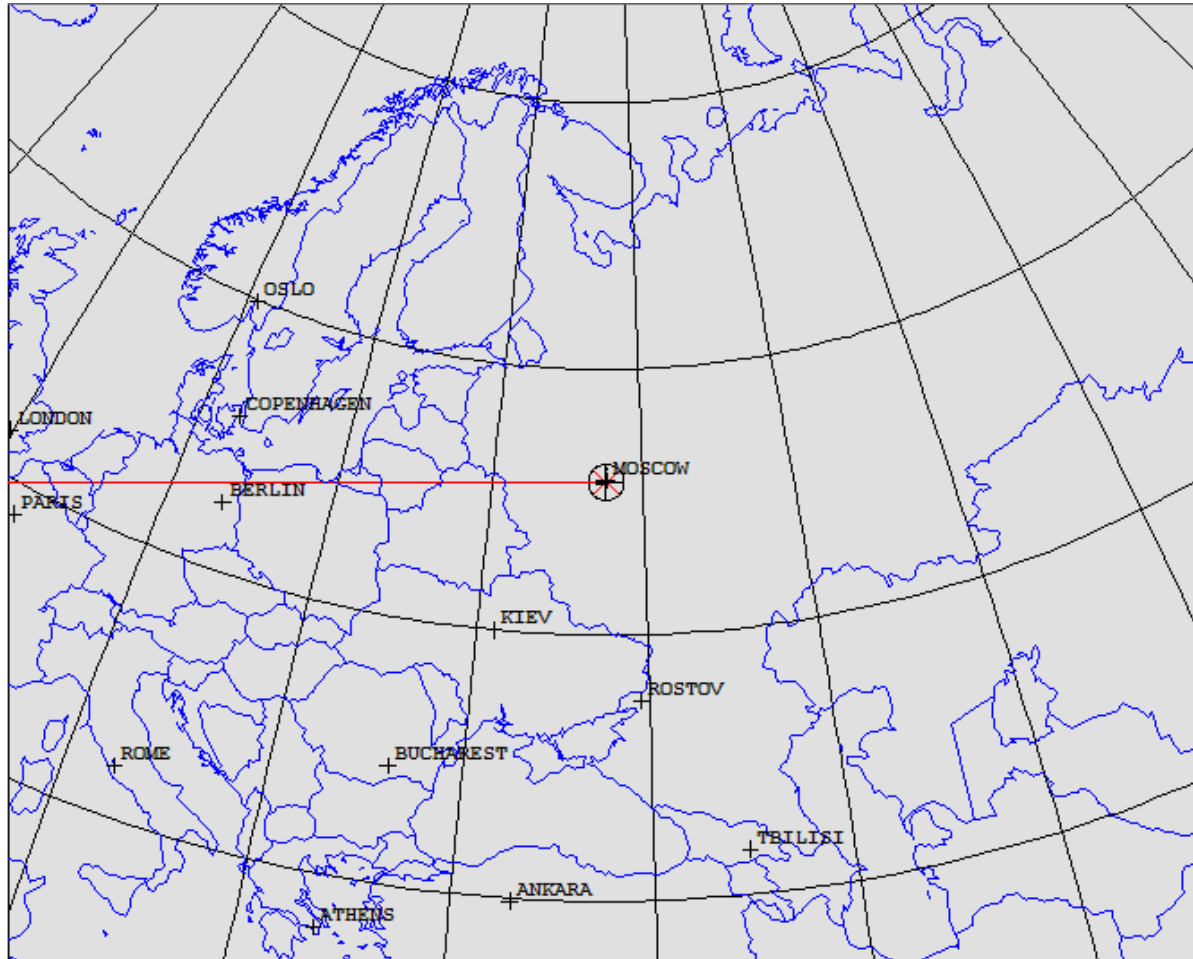 OSLO
COPENHAGEN
LONDON
MOSCOW
BERLIN
PARIS
KIEV
ROSTOV
ROME
BUCHAREST
TBILISI
ANKARA
ATHENS